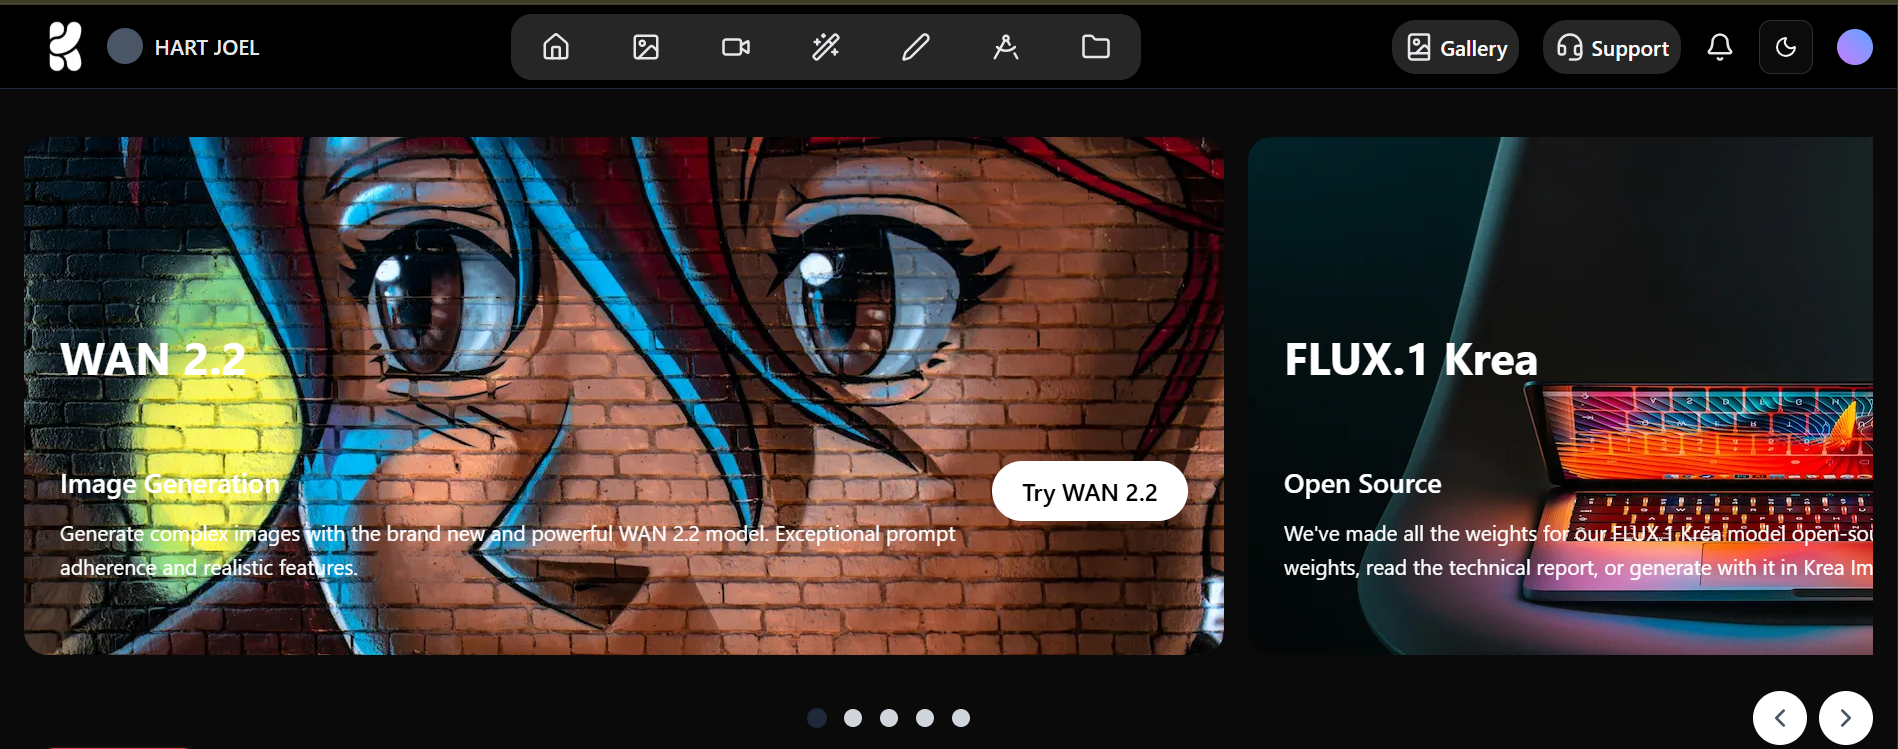 HART JOEL
Gallery
Support
WAN 2.2
Image Generation
Generate complex images with the brand new and powerful WAN 2.2 model. Exceptional prompt
adherence and realistic features.
Try WAN 2.2
FLUX.1 Krea
Open Source
We've made all the weights for our FLUX.1 Krea model open-sou
weights, read the technical report, or generate with it in Krea Im